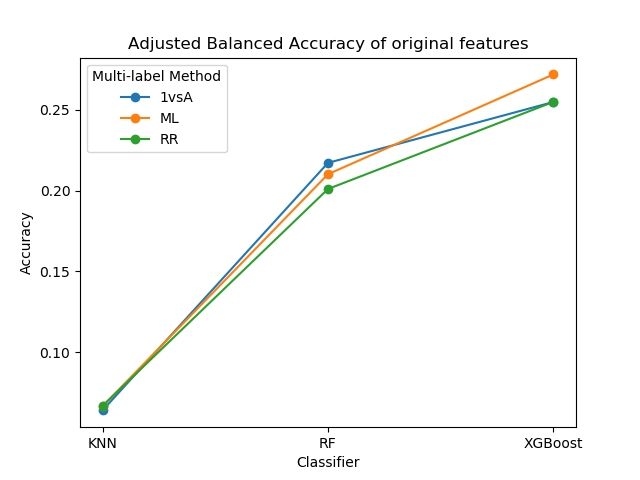 Adjusted Balanced Accuracy of original features
Multi-label Method
1vsA
ML
RR
0.25
0.20
0.15
0.10
Accuracy
KNN
RF
XGBoost
Classifier